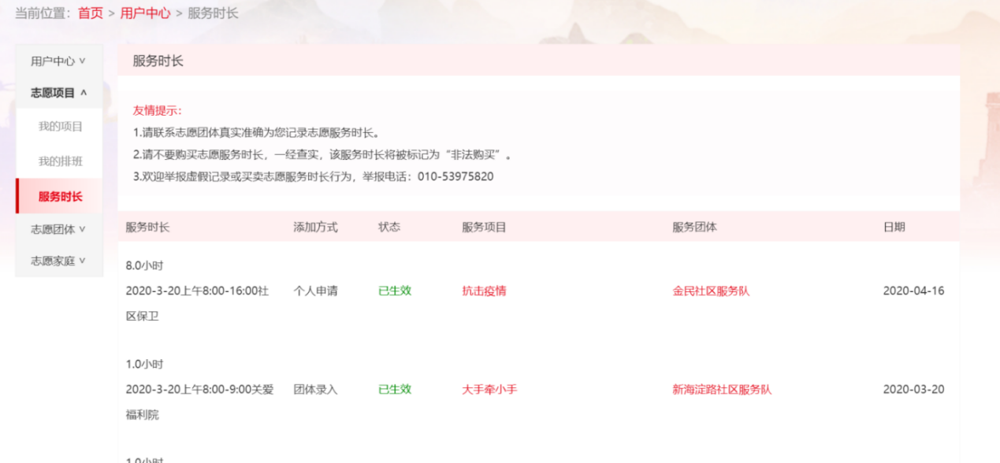 当前位置：首页 > 用户中心 > 服务时长
用户中心 ∨
志愿项目 ∧
我的项目
我的排班
服务时长
志愿团体 ∨
志愿家庭 ∨
服务时长
友情提示：
1.请联系志愿团体真实准确为您记录志愿服务时长。
2.请不要购买志愿服务时长，一经查实，该服务时长将被标记为“非法购买”。
3.欢迎举报虚假记录或买卖志愿服务时长行为，举报电话：010-53975820
服务时长 添加方式 状态 服务项目 服务团体 日期
8.0小时
2020-3-20上午8:00-16:00社 个人申请 已生效 抗击疫情 金民社区服务队 2020-04-16
区保卫
1.0小时
2020-3-20上午8:00-9:00关爱 团体录入 已生效 大手牵小手 新海淀路社区服务队 2020-03-20
福利院
1.0小时